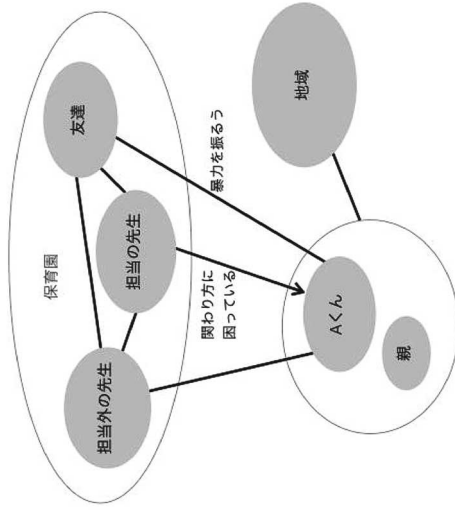 保育園
友達
担当の先生
担当外の先生
暴力を振るう
関わり方に
困っている
地域
Aくん
親